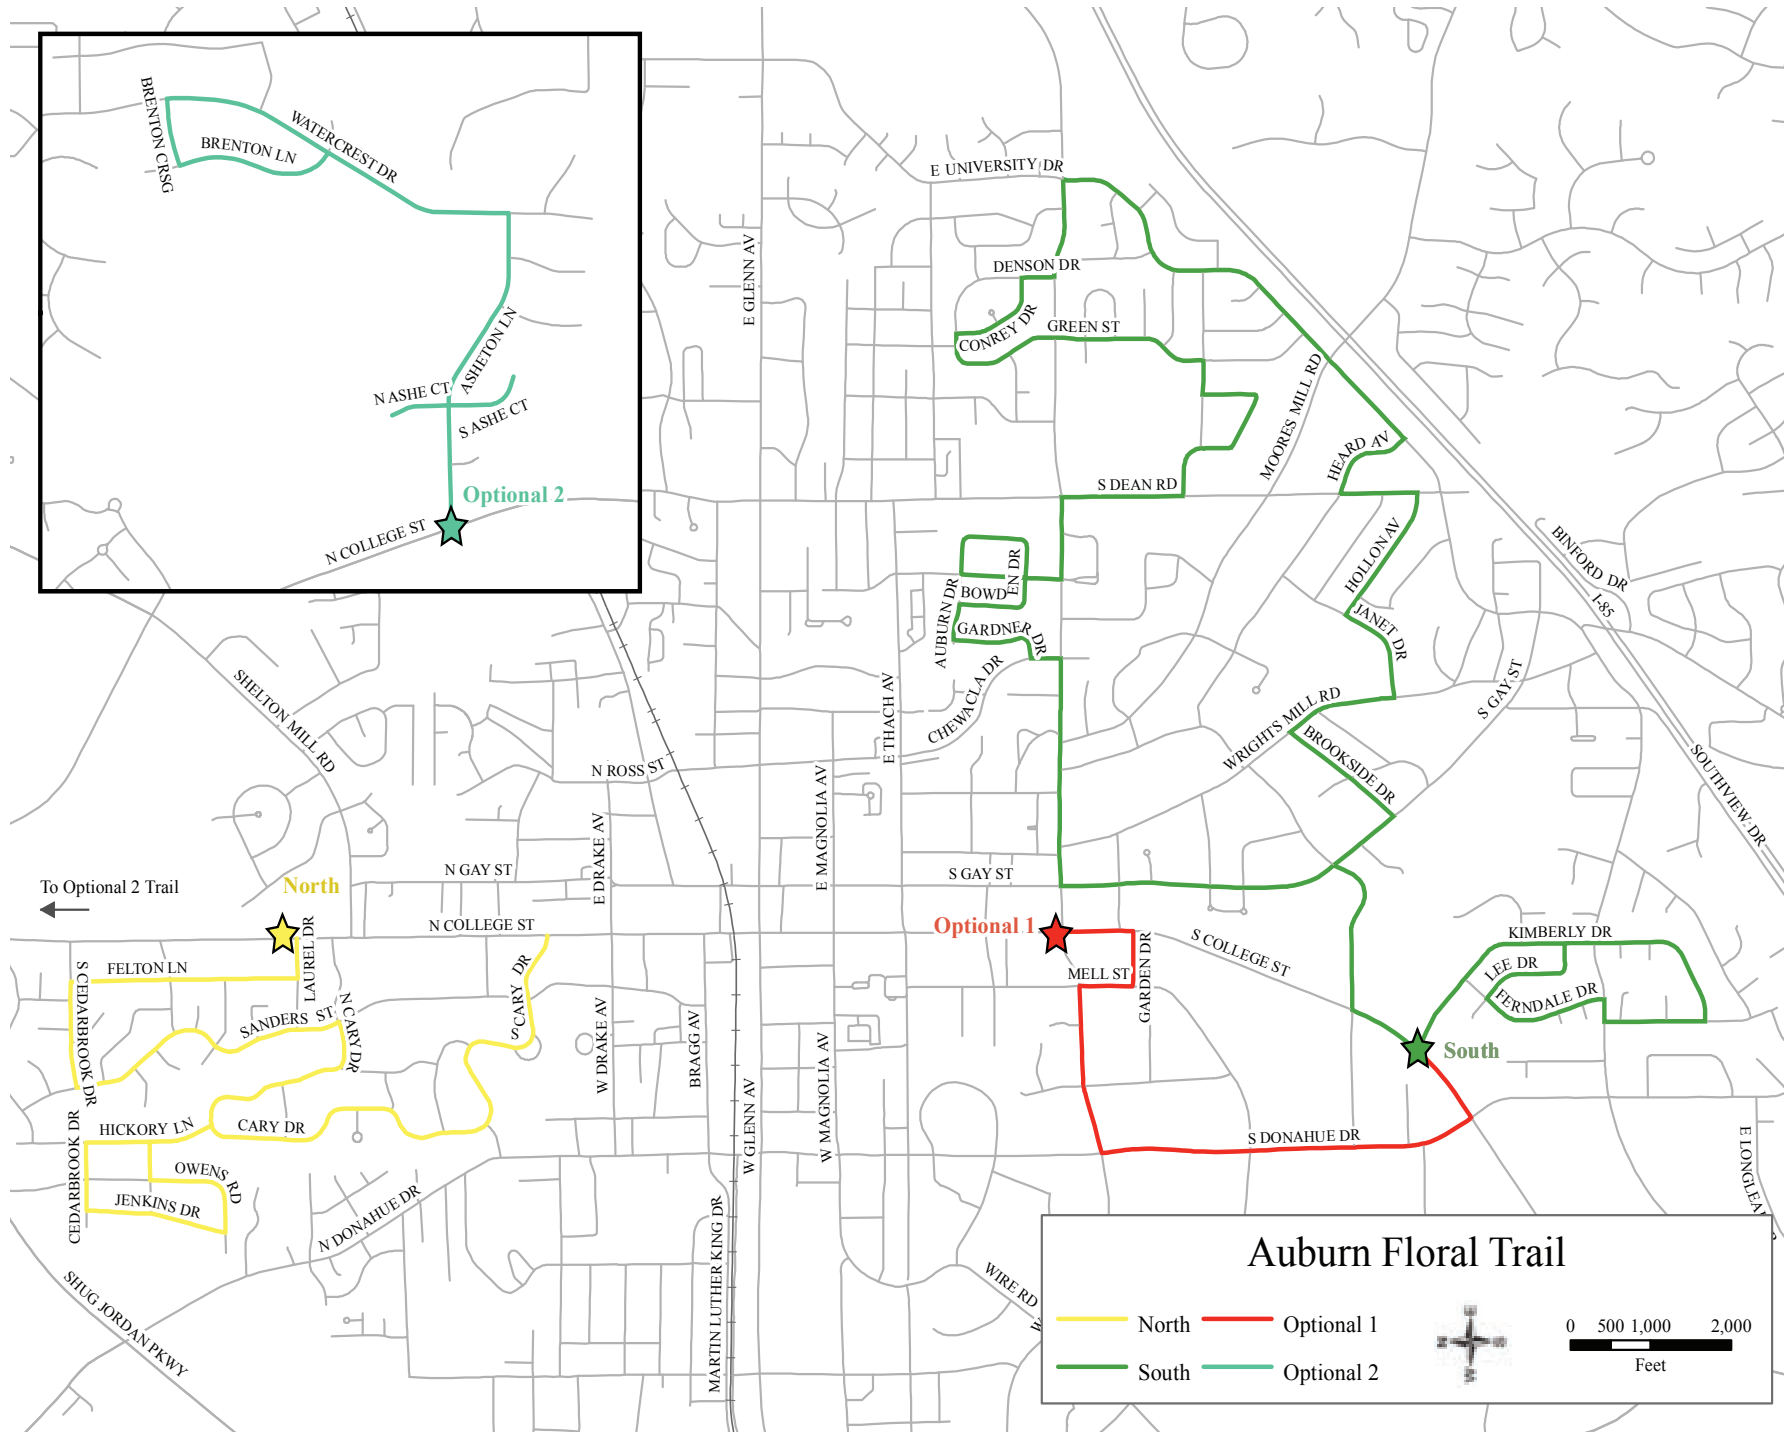 BRENTON CRSG
BRENTON LN
WATERCREST DR
ASHETON LN
N ASHE CT
S ASHE CT
Optional 2
N COLLEGE ST
E UNIVERSITY DR
E GLENN AV
DENSON DR
CONREY DR
GREEN ST
MOORES MILL RD
HEARD AV
S DEAN RD
HOLLON AV
BINFORD DR
I-85
JANET DR
AUBURN DR
BOWD
EN DR
GARDNER DR
CHEWACLA DR
E THACH AV
S GAY ST
WRIGHTS MILL RD
BROOKSIDE DR
SOUTHVIEW DR
SHELTON MILL RD
N ROSS ST
E MAGNOLIA AV
E DRAKE AV
N GAY ST
S GAY ST
To Optional 2 Trail
North
N COLLEGE ST
Optional 1
S COLLEGE ST
KIMBERLY DR
LEE DR
FERNDALE DR
FELTON LN
LAUREL DR
S CEDARBROOK DR
SANDERS ST
N CARY DR
S CARY DR
MELL ST
GARDEN DR
South
W DRAKE AV
BRAGG AV
W GLENN AV
W MAGNOLIA AV
CEDARBROOK DR
HICKORY LN
CARY DR
OWENS RD
JENKINS DR
N DONAHUE DR
S DONAHUE DR
E LONGLEAF
MARTIN LUTHER KING DR
WIRE RD
W
SHUG JORDAN PKWY
Auburn Floral Trail
North
Optional 1
South
Optional 2
S
0 500 1,000 2,000
Feet